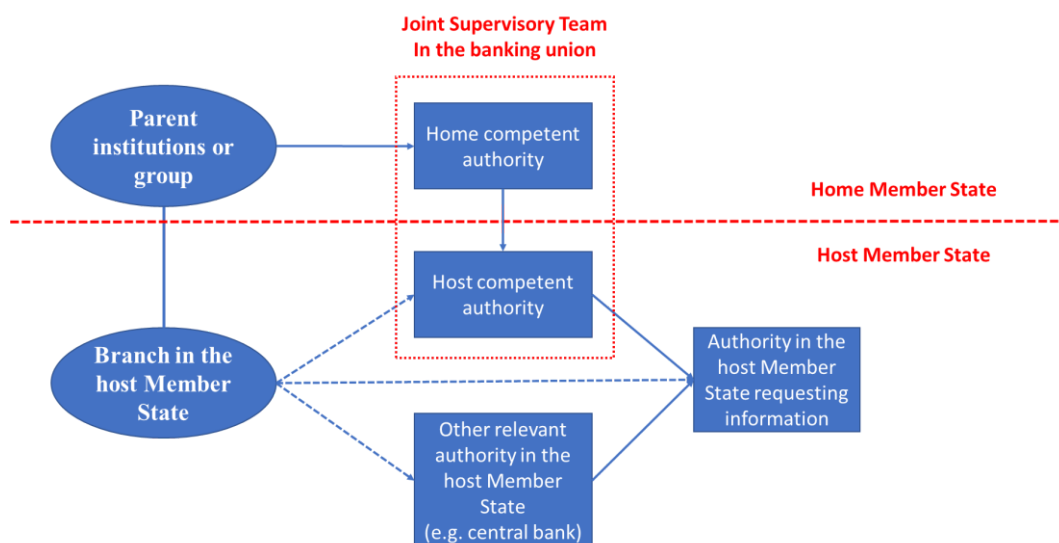 Joint Supervisory Team
In the banking union
Parent
institutions or
group
Home competent
authority
Home Member State
Host Member State
Host competent
authority
Branch in the
host Member
State
Authority in the
host Member
State requesting
information
Other relevant
authority in the
host Member
State
(e.g. central bank)